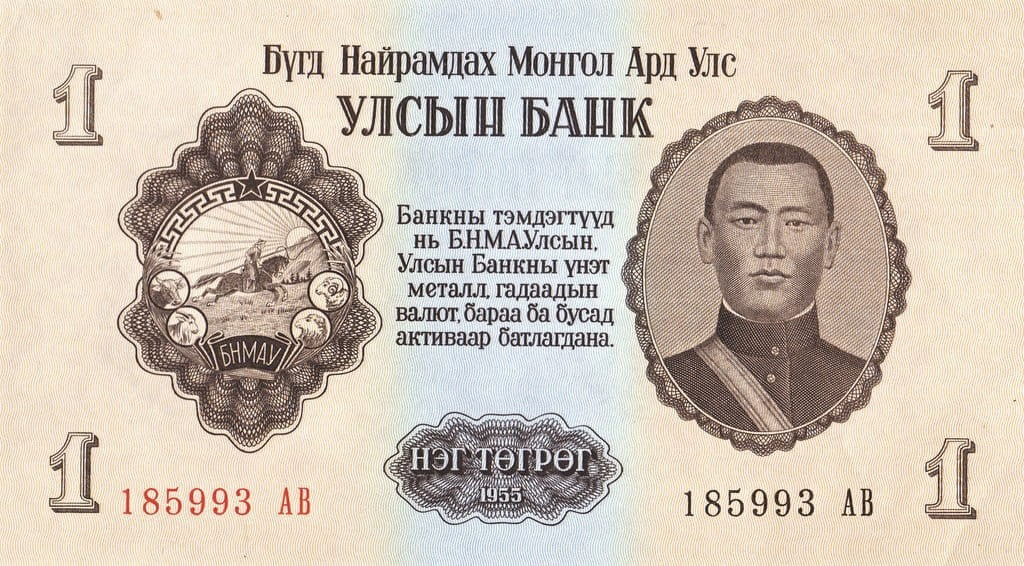 Бүгд Найрамдах Монгол Ард Улс
УЛСЫН БАНК
1
1
Банкны тэмдэгтүүд
нь Б.Н.М.А.Улсын,
Улсын Банкны үнэт
металл, гадаадын
валют, бараа ба бусад
активаар батлагдана.
БНМАУ
НЭГ ТӨГРӨГ
1955
1
1
185993 АВ
185993 АВ